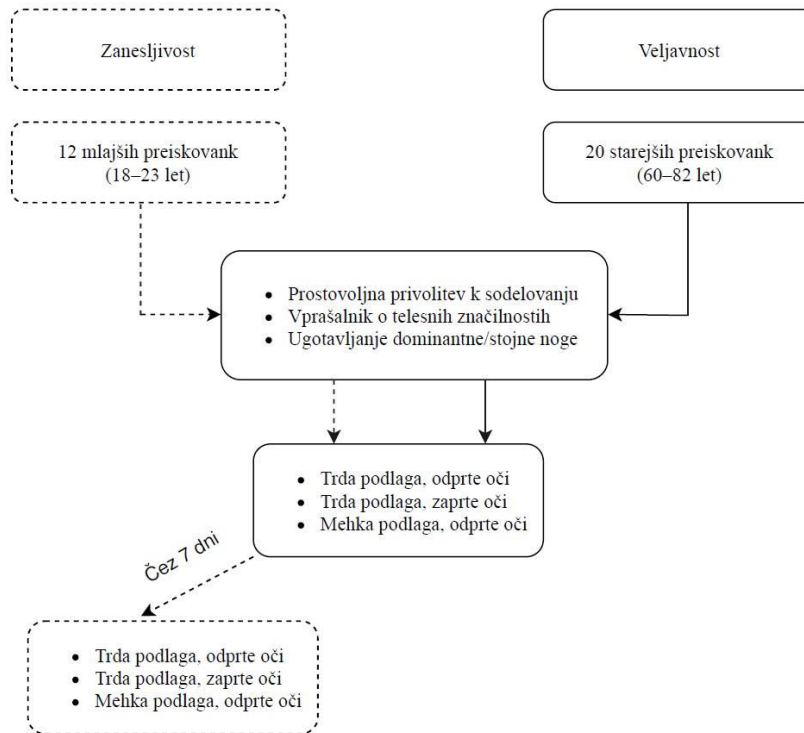 Zanesljivost
Veljavnost
12 mlajših preiskovank
(18–23 let)
20 starejših preiskovank
(60–82 let)
• Prostovoljna privolitev k sodelovanju
• Vprašalnik o telesnih značilnostih
• Ugotavljanje dominantne/stojne noge
• Trda podlaga, odprte oči
• Trda podlaga, zaprte oči
• Mehka podlaga, odprte oči
Čez 7 dni
• Trda podlaga, odprte oči
• Trda podlaga, zaprte oči
• Mehka podlaga, odprte oči